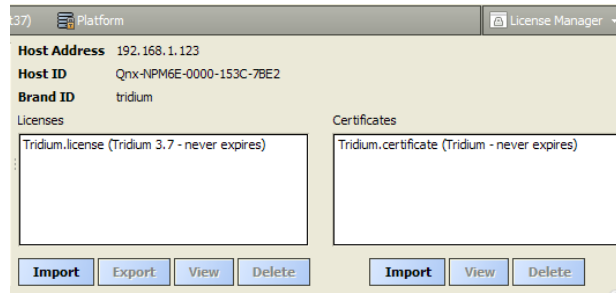 t37) Platform License Manager
Host Address 192.168.1.123
Host ID Qnx-NPM6E-0000-153C-7BE2
Brand ID tridium
Licenses Certificates
Tridium.license (Tridium 3.7 - never expires) Tridium.certificate (Tridium - never expires)
Import Export View Delete Import View Delete